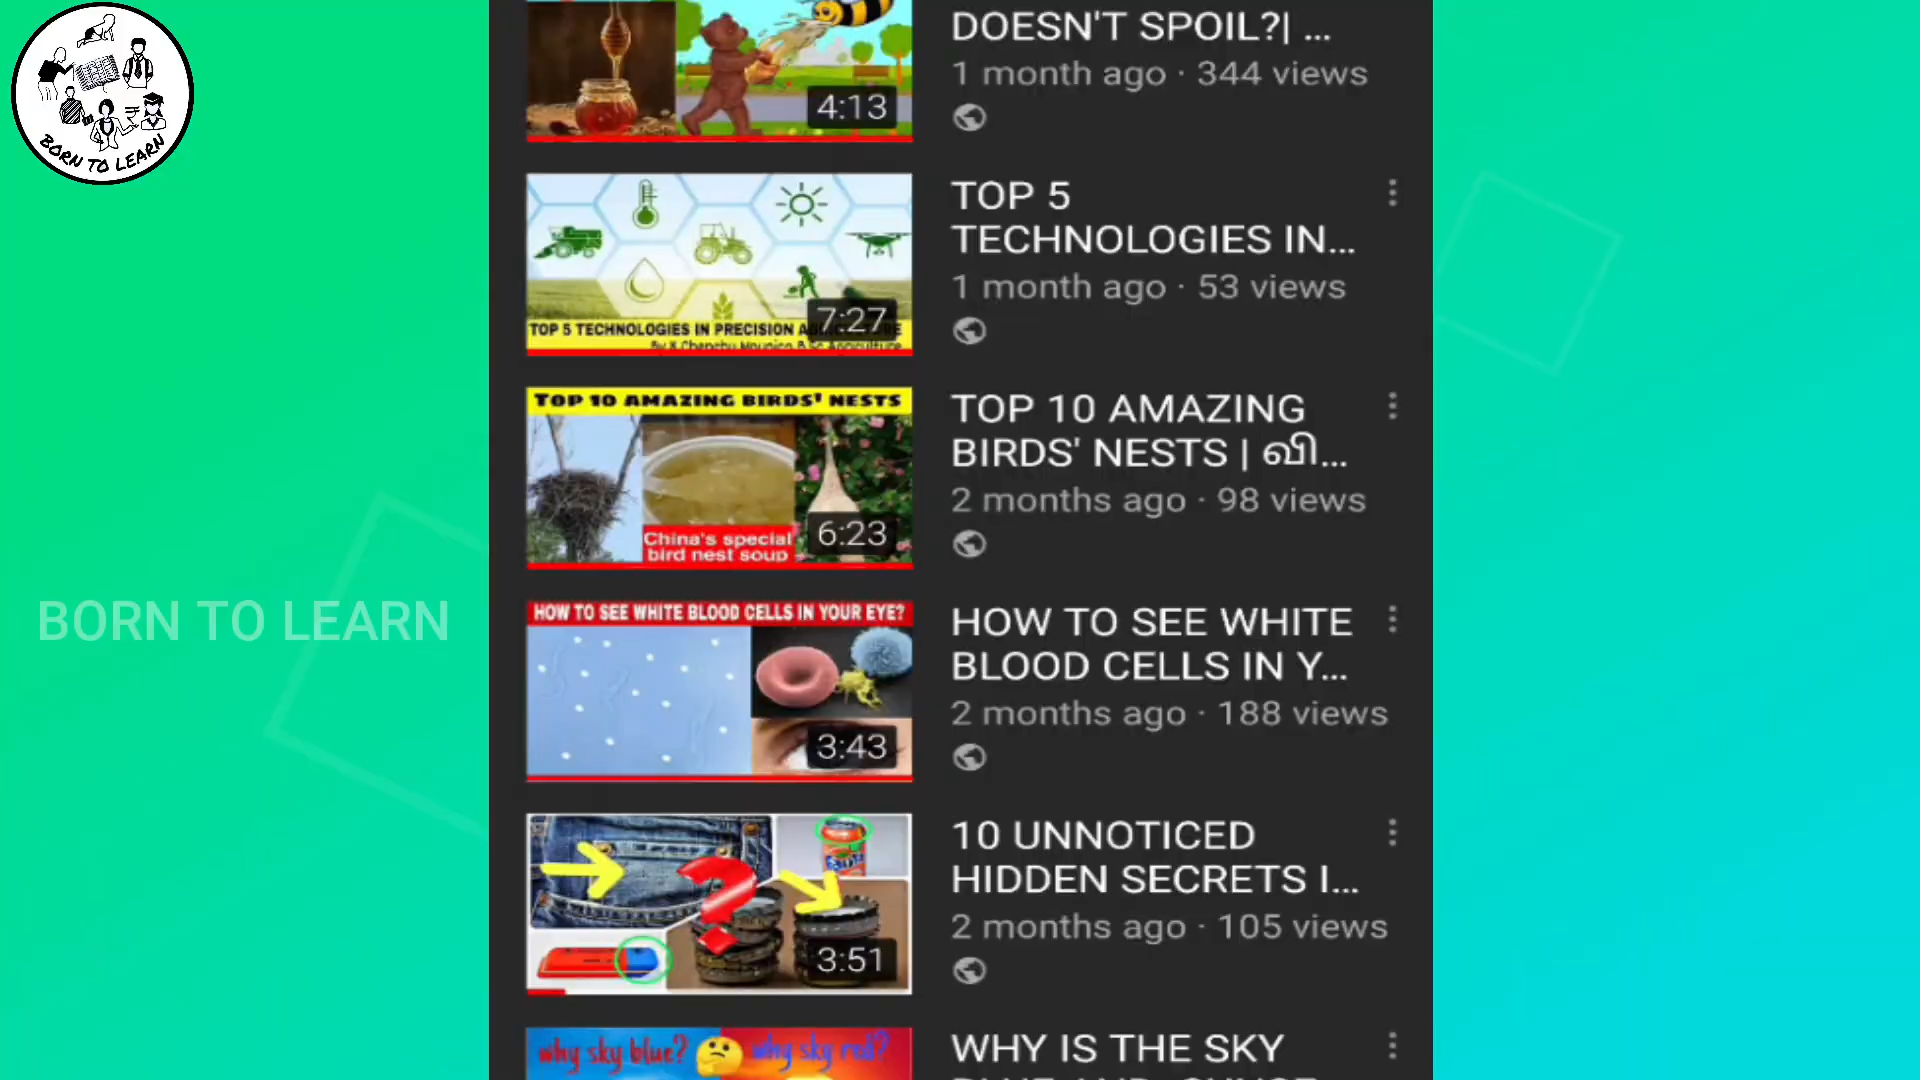 BORN TO LEARN
DOESN'T SPOIL?| ...
1 month ago · 344 views
4:13
TOP 5
TECHNOLOGIES IN...
1 month ago · 53 views
7:27
TOP 5 TECHNOLOGIES IN PRECISION
TOP 10 AMAZING BIRDS' NESTS
China's special
bird nest soup
6:23
TOP 10 AMAZING
BIRDS' NESTS | வி...
2 months ago · 98 views
BORN TO LEARN
HOW TO SEE WHITE BLOOD CELLS IN YOUR EYE?
3:43
HOW TO SEE WHITE
BLOOD CELLS IN Y...
2 months ago · 188 views
3:51
10 UNNOTICED
HIDDEN SECRETS I...
2 months ago · 105 views
why sky blue?
why sky red?
WHY IS THE SKY